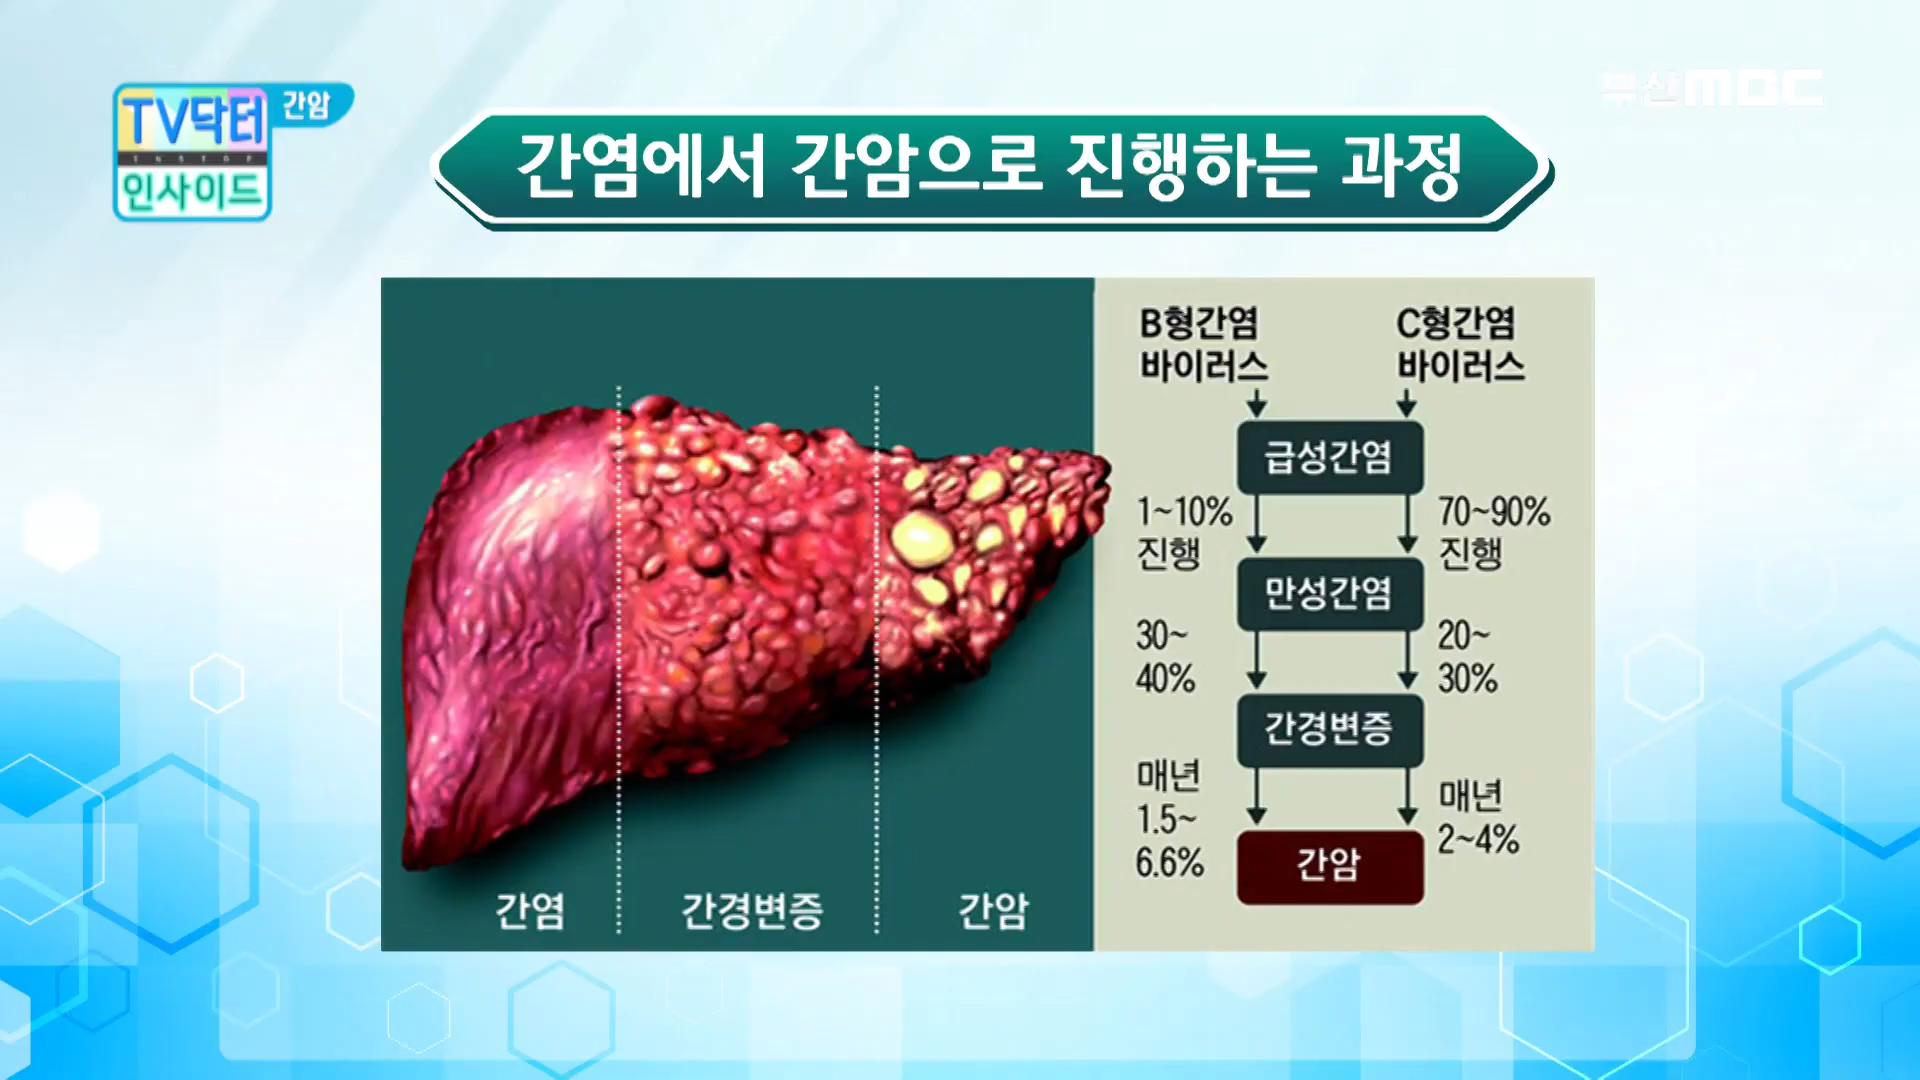 TV닥터
INSIDE
인사이드
간암
부산MBC
간염에서 간암으로 진행하는 과정
간염
간경변증
간암
B형간염
바이러스
C형간염
바이러스
급성간염
1~10%
진행
70~90%
진행
만성간염
30~
40%
20~
30%
간경변증
매년
1.5~
6.6%
매년
2~4%
간암